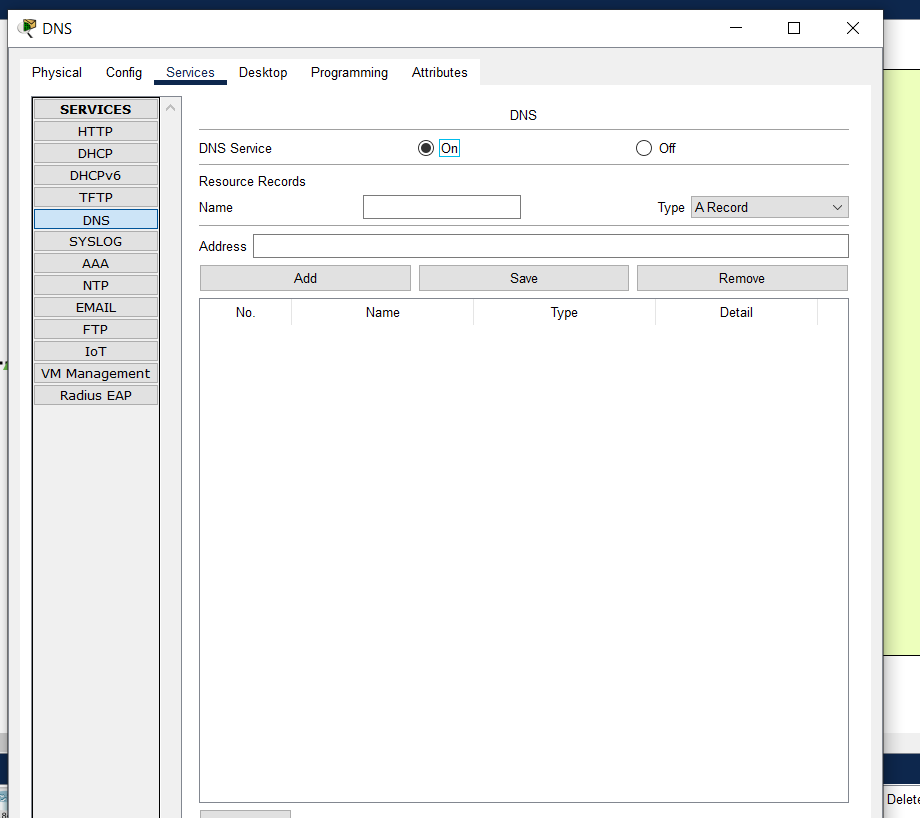 DNS
Physical Config Services Desktop Programming Attributes
SERVICES
HTTP
DHCP
DHCPv6
TFTP
DNS
SYSLOG
AAA
NTP
EMAIL
FTP
IoT
VM Management
Radius EAP
DNS
DNS Service On Off
Resource Records
Name Type A Record
Address
Add Save Remove
No. Name Type Detail
Delete